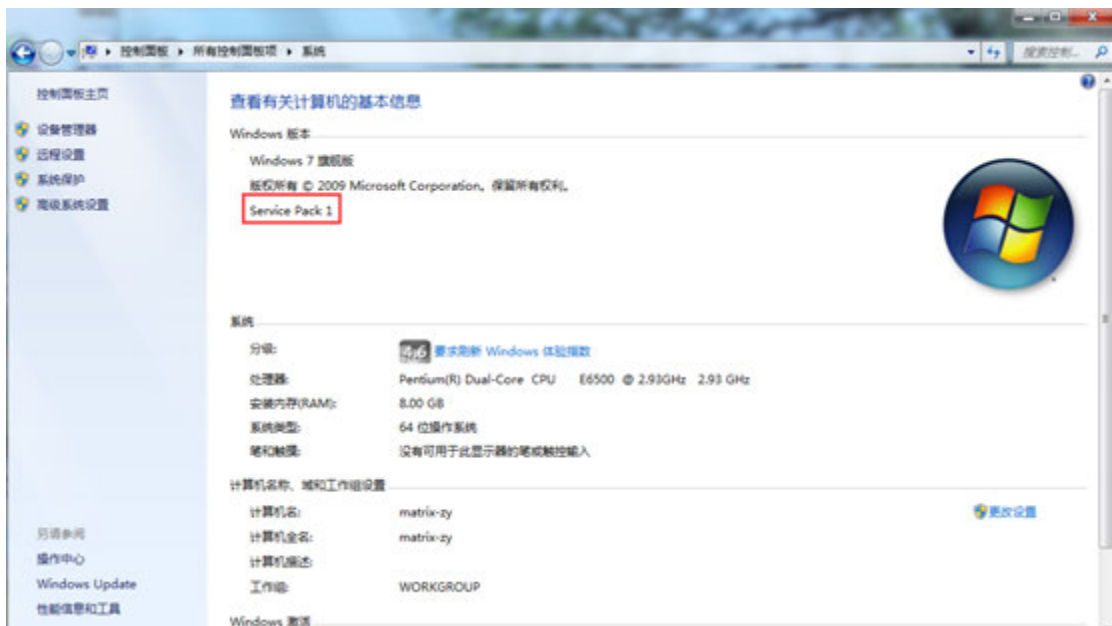 控制面板 ▸ 所有控制面板项 ▸ 系统
搜索控制...
控制面板主页
设备管理器
远程设置
系统保护
高级系统设置
查看有关计算机的基本信息
Windows 版本
Windows 7 旗舰版
版权所有 © 2009 Microsoft Corporation。保留所有权利。
Service Pack 1
系统
分级: 4.6 要求刷新 Windows 体验指数
处理器: Pentium(R) Dual-Core CPU E6500 @ 2.93GHz 2.93 GHz
安装内存(RAM): 8.00 GB
系统类型: 64 位操作系统
笔和触摸: 没有可用于此显示器的笔或触控输入
计算机名称、域和工作组设置
计算机名: matrix-zy 更改设置
计算机全名: matrix-zy
计算机描述:
工作组: WORKGROUP
Windows 激活
另请参阅
操作中心
Windows Update
性能信息和工具